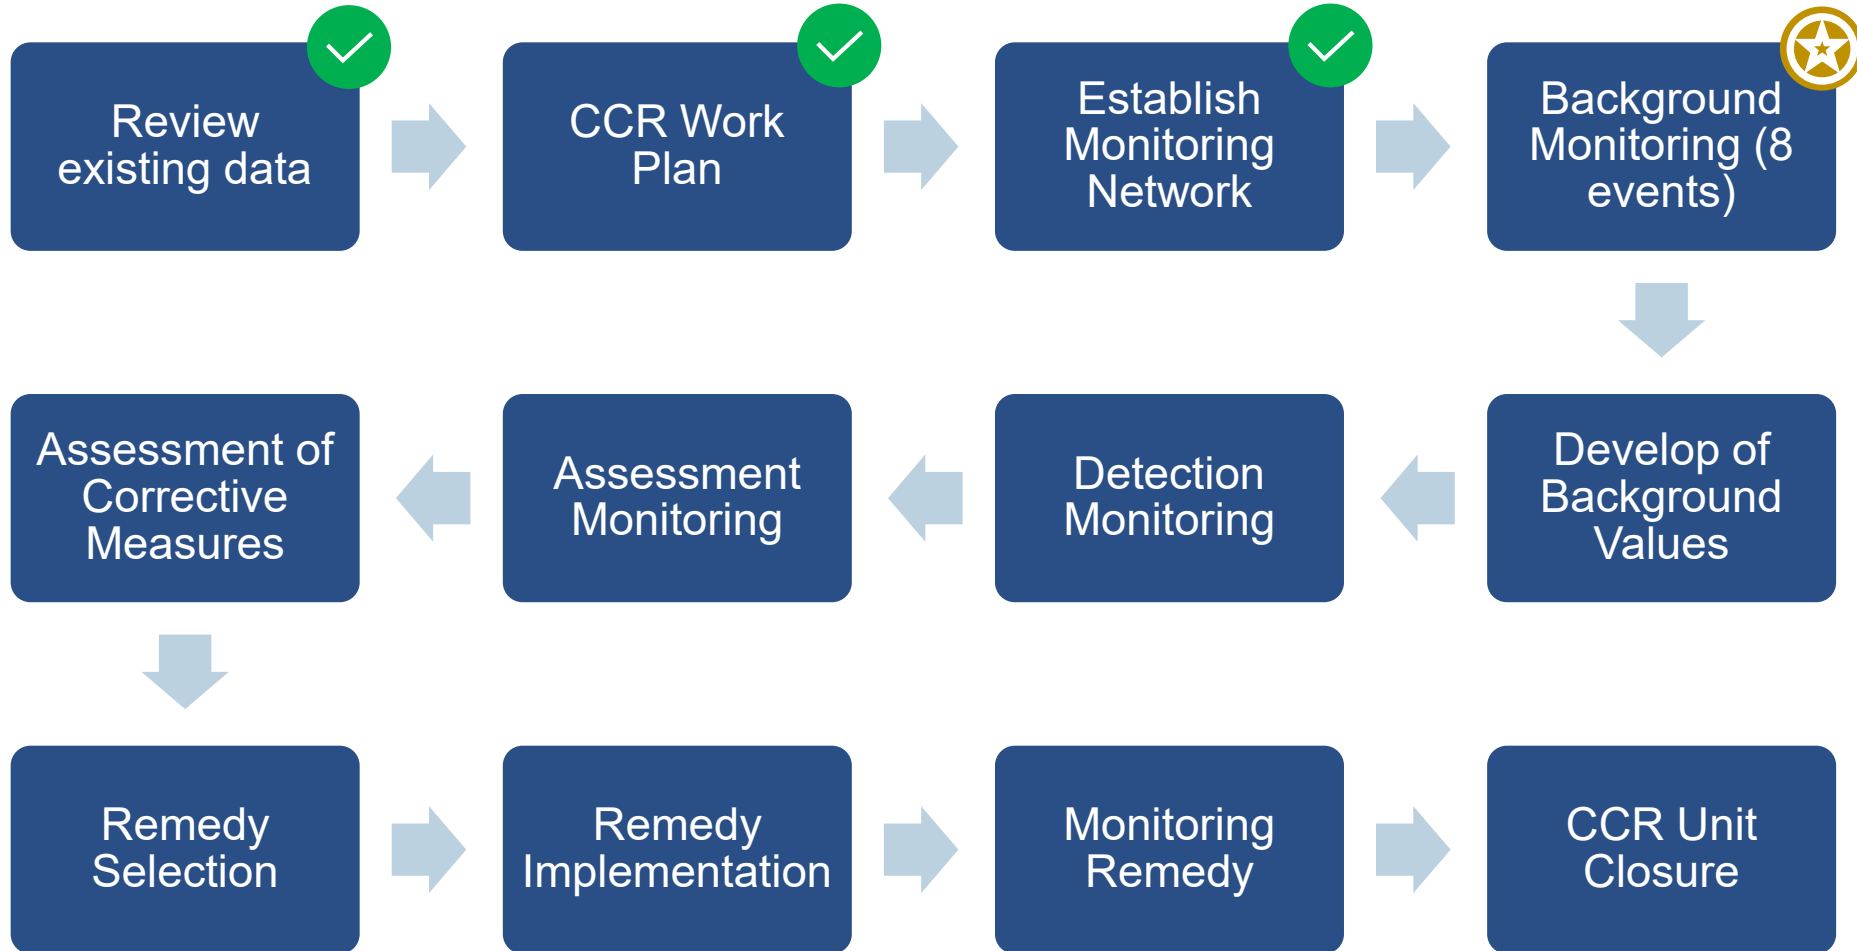 Review
existing data
CCR Work
Plan
Establish
Monitoring
Network
Background
Monitoring (8
events)
Develop of
Background
Values
Detection
Monitoring
Assessment
Monitoring
Assessment of
Corrective
Measures
Remedy
Selection
Remedy
Implementation
Monitoring
Remedy
CCR Unit
Closure